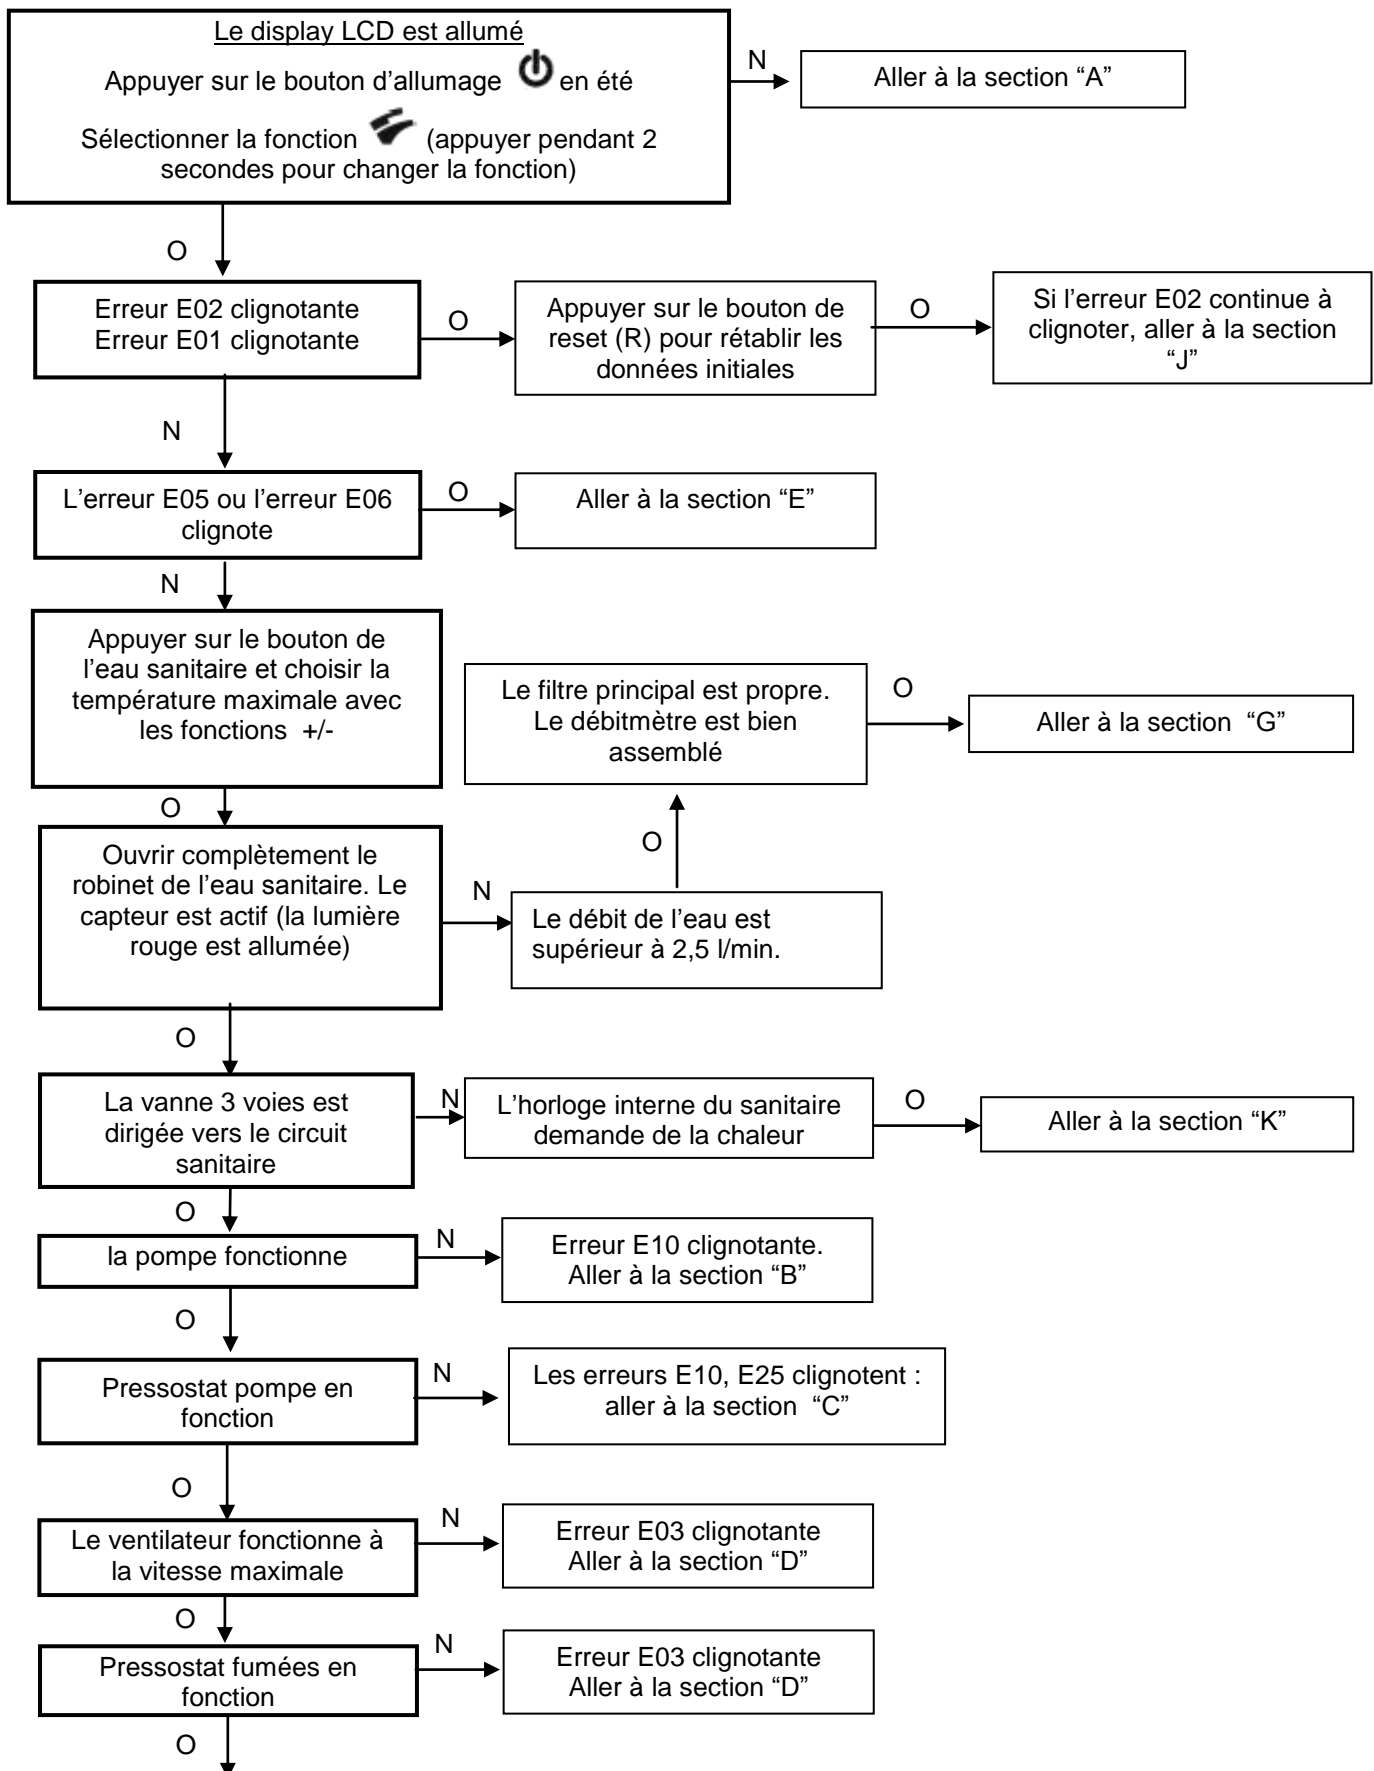 Le display LCD est allumé
Appuyer sur le bouton d'allumage en été
N
Aller à la section “A”
Sélectionner la fonction (appuyer pendant 2
secondes pour changer la fonction)
O
Erreur E02 clignotante
Erreur E01 clignotante
O
Appuyer sur le bouton de
reset (R) pour rétablir les
données initiales
O
Si l’erreur E02 continue à
clignoter, aller à la section
“J”
N
L’erreur E05 ou l’erreur E06
clignote
O
Aller à la section “E”
N
Appuyer sur le bouton de
l’eau sanitaire et choisir la
température maximale avec
les fonctions +/-
Le filtre principal est propre.
Le débitmètre est bien
assemblé
O
Aller à la section “G”
O
O
Ouvrir complètement le
robinet de l’eau sanitaire. Le
capteur est actif (la lumière
rouge est allumée)
N
Le débit de l’eau est
supérieur à 2,5 l/min.
O
La vanne 3 voies est
dirigée vers le circuit
sanitaire
N
L’horloge interne du sanitaire
demande de la chaleur
O
Aller à la section “K”
O
la pompe fonctionne
N
Erreur E10 clignotante.
Aller à la section “B”
O
Pressostat pompe en
fonction
N
Les erreurs E10, E25 clignotent :
aller à la section “C”
O
Le ventilateur fonctionne à
la vitesse maximale
N
Erreur E03 clignotante
Aller à la section “D”
O
Pressostat fumées en
fonction
N
Erreur E03 clignotante
Aller à la section “D”
O